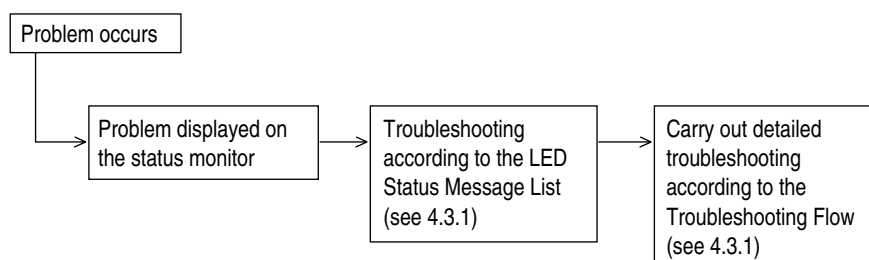 Problem occurs
Problem displayed on
the status monitor
Troubleshooting
according to the LED
Status Message List
(see 4.3.1)
Carry out detailed
troubleshooting
according to the
Troubleshooting Flow
(see 4.3.1)